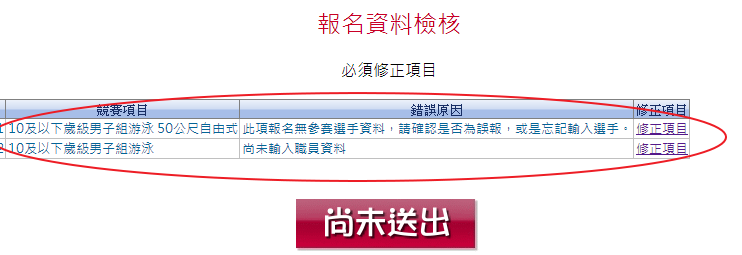 報名資料檢核
必須修正項目
競賽項目 錯誤原因 修正項目
1 10及以下歲級男子組游泳 50公尺自由式 此項報名無參賽選手資料，請確認是否為誤報，或是忘記輸入選手。 修正項目
2 10及以下歲級男子組游泳 尚未輸入職員資料 修正項目
尚未送出